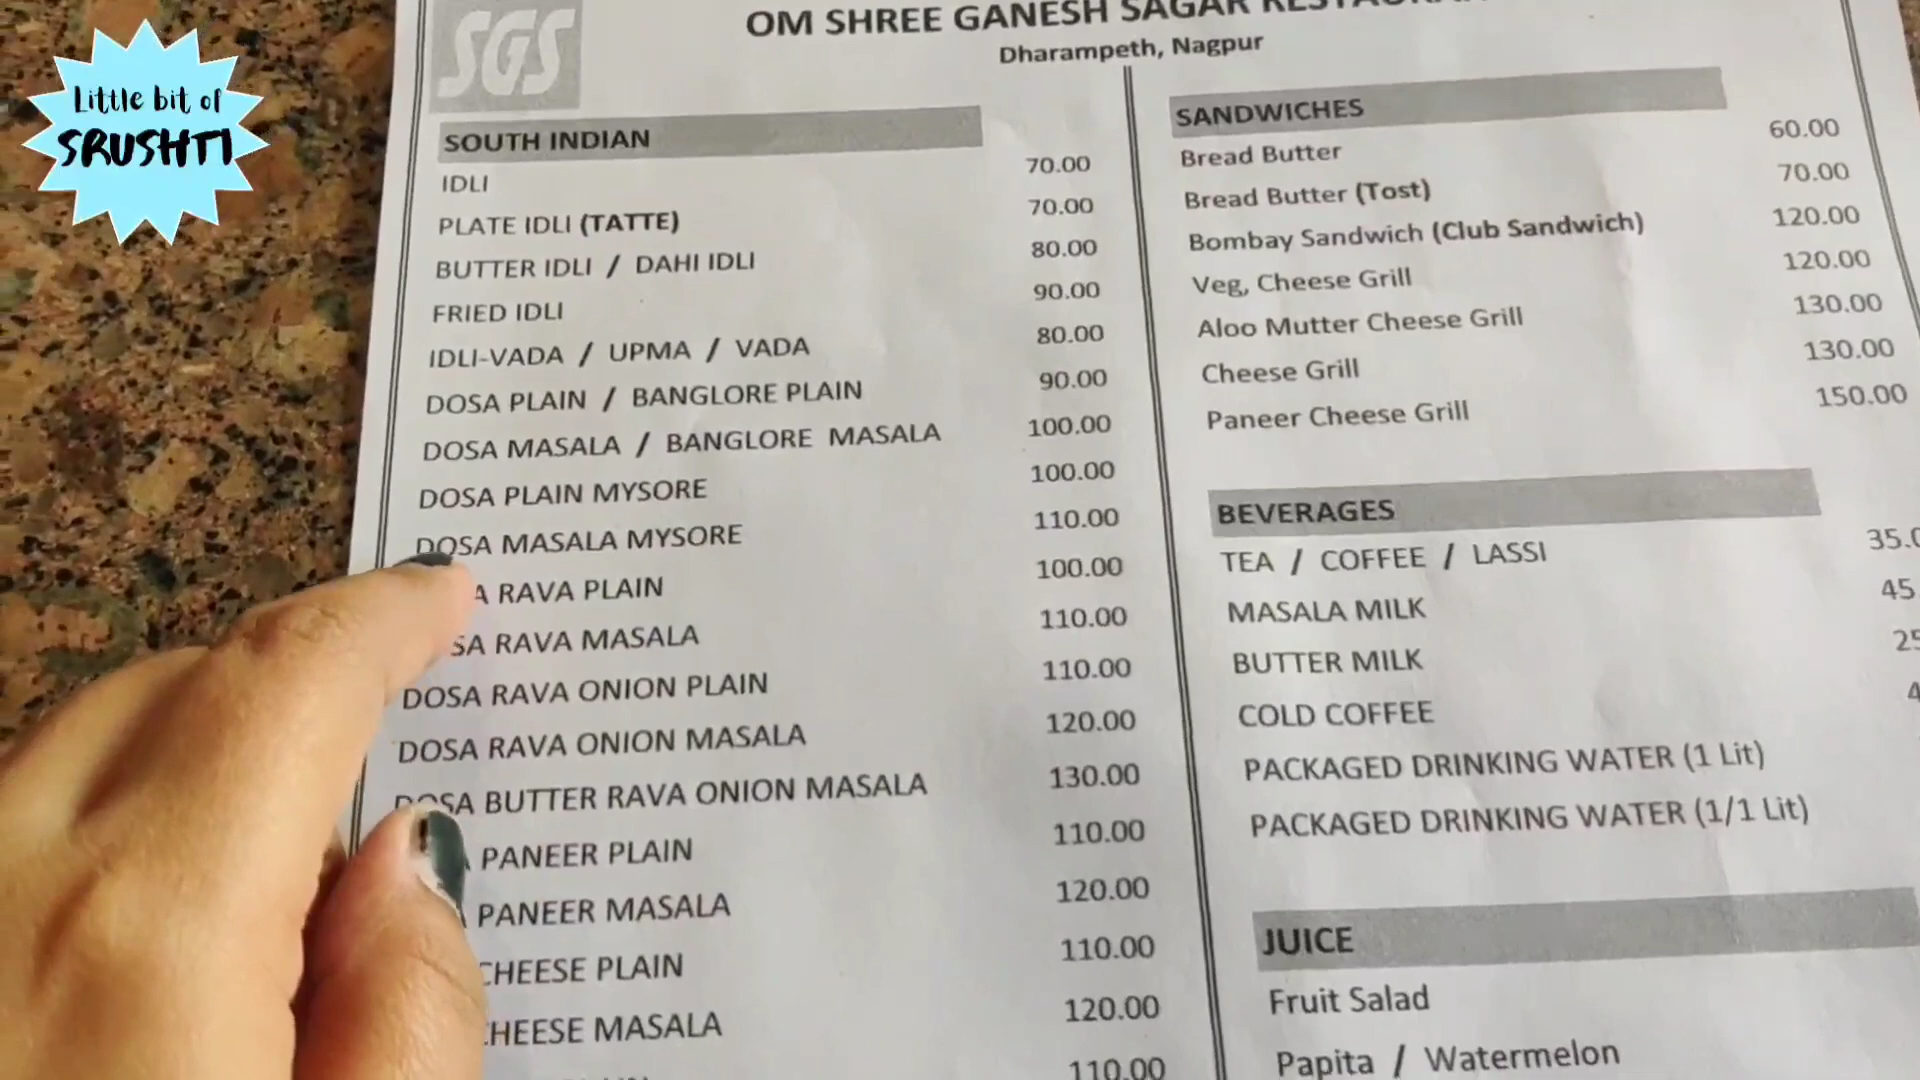 Little bit of
SRUSHTI
SGS
OM SHREE GANESH SAGAR
Dharampeth, Nagpur
SOUTH INDIAN
IDLI 70.00
PLATE IDLI (TATTE) 70.00
BUTTER IDLI / DAHI IDLI 80.00
FRIED IDLI 90.00
IDLI-VADA / UPMA / VADA 80.00
DOSA PLAIN / BANGLORE PLAIN 90.00
DOSA MASALA / BANGLORE MASALA 100.00
DOSA PLAIN MYSORE 100.00
DOSA MASALA MYSORE 110.00
RAVA PLAIN 100.00
RAVA MASALA 110.00
DOSA RAVA ONION PLAIN 110.00
DOSA RAVA ONION MASALA 120.00
DOSA BUTTER RAVA ONION MASALA 130.00
PANEER PLAIN 110.00
PANEER MASALA 120.00
CHEESE PLAIN 110.00
CHEESE MASALA 120.00
110.00
SANDWICHES
Bread Butter 60.00
Bread Butter (Tost) 70.00
Bombay Sandwich (Club Sandwich) 120.00
Veg, Cheese Grill 120.00
Aloo Mutter Cheese Grill 130.00
Cheese Grill 130.00
Paneer Cheese Grill 150.00
BEVERAGES
TEA / COFFEE / LASSI 35.0
MASALA MILK 45.
BUTTER MILK 25
COLD COFFEE 4
PACKAGED DRINKING WATER (1 Lit)
PACKAGED DRINKING WATER (1/1 Lit)
JUICE
Fruit Salad
Papita / Watermelon